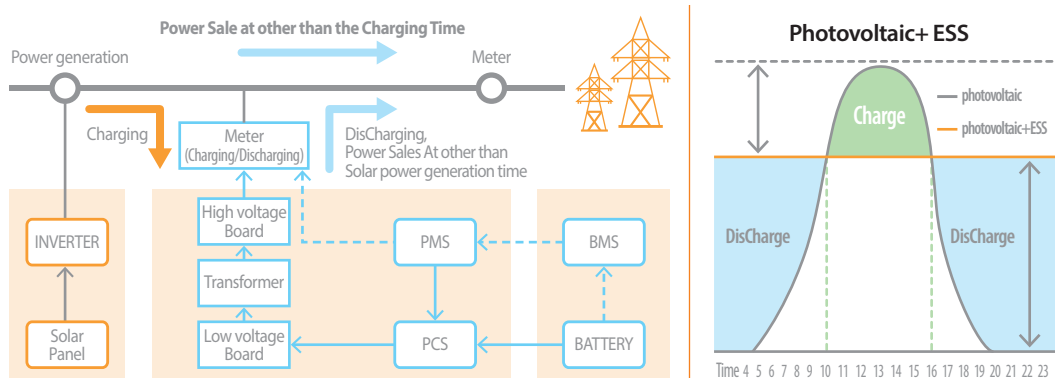 Power Sale at other than the Charging Time
Power generation
Meter
Charging
Meter
(Charging/Discharging)
DisCharging,
Power Sales At other than
Solar power generation time
INVERTER
Solar
Panel
High voltage
Board
Transformer
Low voltage
Board
PMS
PCS
BMS
BATTERY
Photovoltaic+ ESS
photovoltaic
photovoltaic+ESS
Charge
DisCharge
DisCharge
Time 4 5 6 7 8 9 10 11 12 13 14 15 16 17 18 19 20 21 22 23